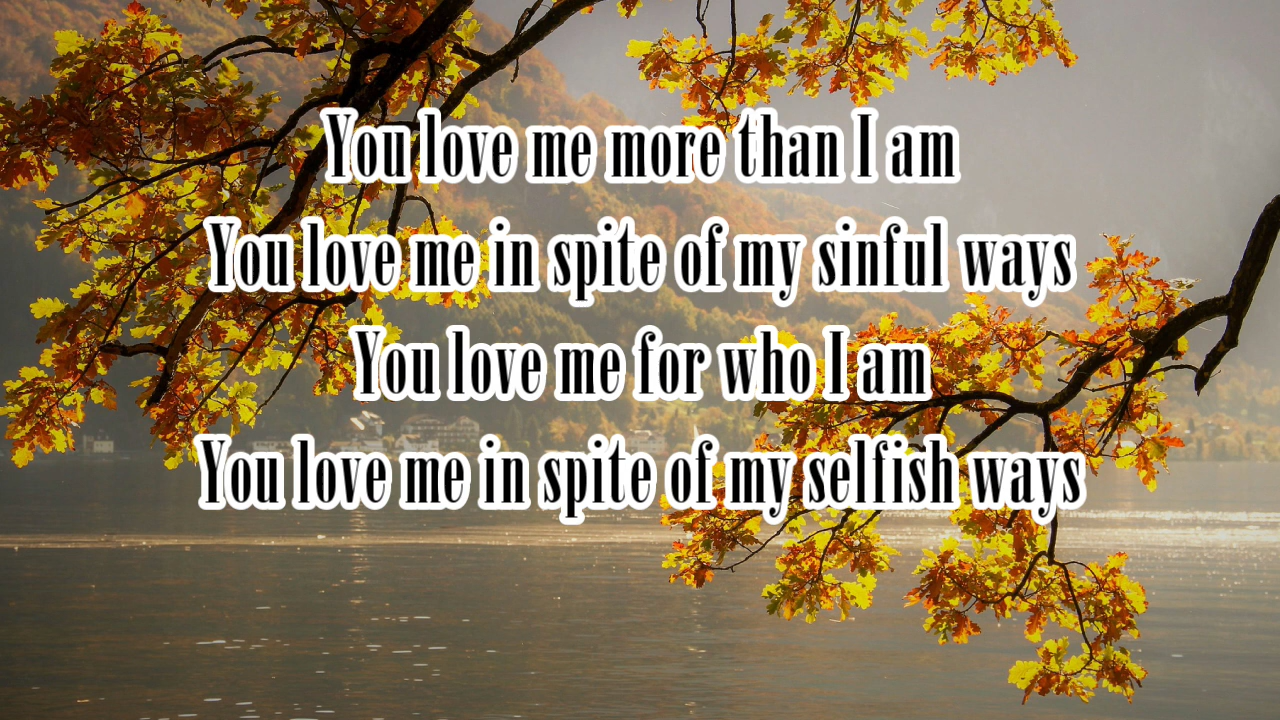 You love me more than I am
You love me in spite of my sinful ways
You love me for who I am
You love me in spite of my selfish ways